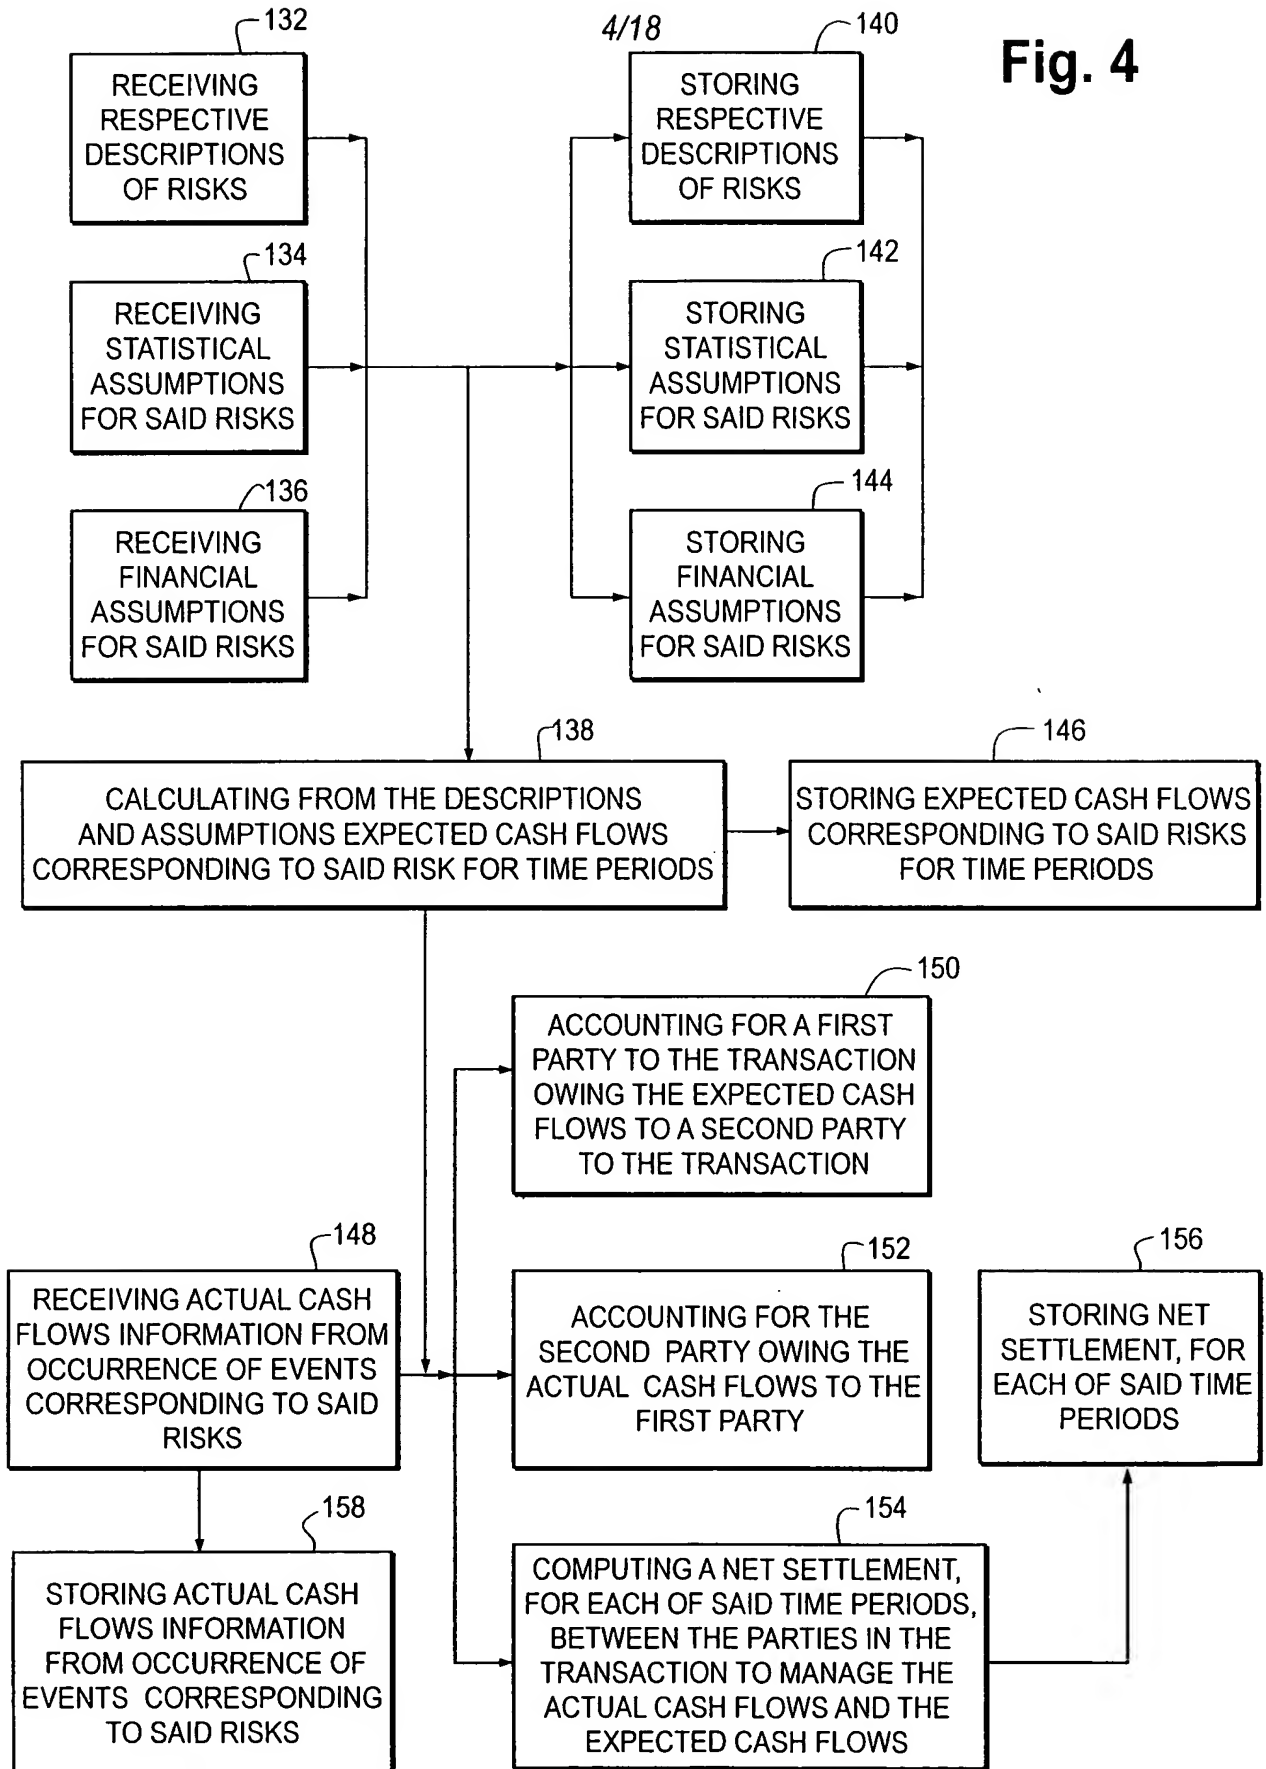 4/18
Fig. 4
132
RECEIVING
RESPECTIVE
DESCRIPTIONS
OF RISKS
140
STORING
RESPECTIVE
DESCRIPTIONS
OF RISKS
134
RECEIVING
STATISTICAL
ASSUMPTIONS
FOR SAID RISKS
142
STORING
STATISTICAL
ASSUMPTIONS
FOR SAID RISKS
136
RECEIVING
FINANCIAL
ASSUMPTIONS
FOR SAID RISKS
144
STORING
FINANCIAL
ASSUMPTIONS
FOR SAID RISKS
138
CALCULATING FROM THE DESCRIPTIONS
AND ASSUMPTIONS EXPECTED CASH FLOWS
CORRESPONDING TO SAID RISK FOR TIME PERIODS
146
STORING EXPECTED CASH FLOWS
CORRESPONDING TO SAID RISKS
FOR TIME PERIODS
150
ACCOUNTING FOR A FIRST
PARTY TO THE TRANSACTION
OWING THE EXPECTED CASH
FLOWS TO A SECOND PARTY
TO THE TRANSACTION
148
RECEIVING ACTUAL CASH
FLOWS INFORMATION FROM
OCCURRENCE OF EVENTS
CORRESPONDING TO SAID
RISKS
152
ACCOUNTING FOR THE
SECOND PARTY OWING THE
ACTUAL CASH FLOWS TO THE
FIRST PARTY
156
STORING NET
SETTLEMENT, FOR
EACH OF SAID TIME
PERIODS
158
STORING ACTUAL CASH
FLOWS INFORMATION
FROM OCCURRENCE OF
EVENTS CORRESPONDING
TO SAID RISKS
154
COMPUTING A NET SETTLEMENT,
FOR EACH OF SAID TIME PERIODS,
BETWEEN THE PARTIES IN THE
TRANSACTION TO MANAGE THE
ACTUAL CASH FLOWS AND THE
EXPECTED CASH FLOWS